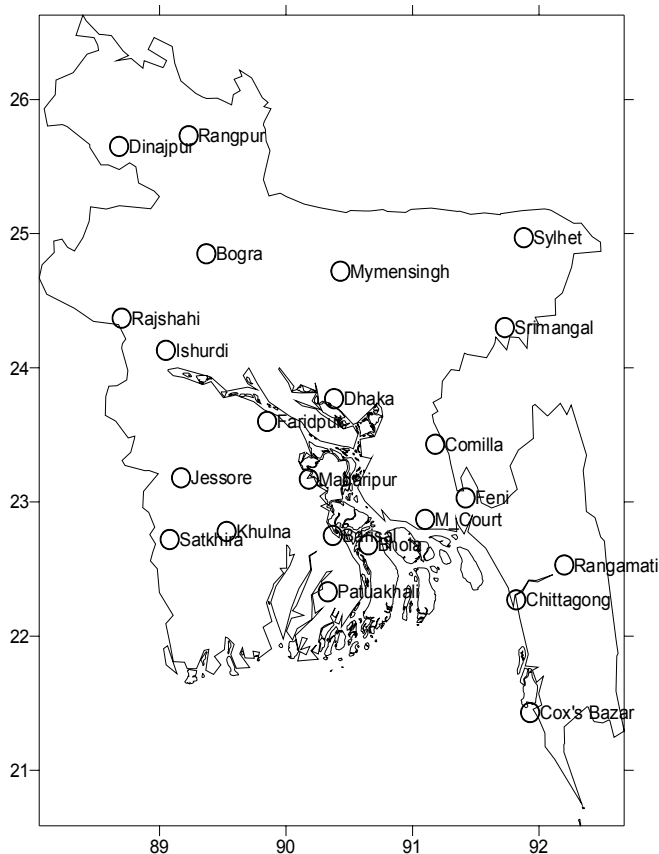 26
Rangpur
Dinajpur
25
Sylhet
Bogra
Mymensingh
Rajshahi
Srimangal
Ishurdi
24
Dhaka
Faridpur
Comilla
Jessore
Madaripur
23
Feni
M. Court
Khulna
Satkhira
Barisal
Bhola
Rangamati
Patuakhali
Chittagong
22
Cox's Bazar
21
89 90 91 92